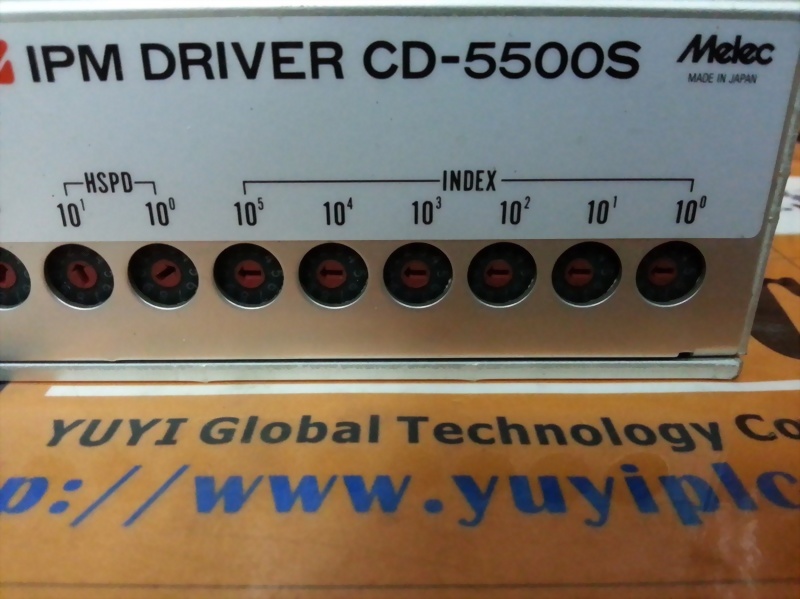 IPM DRIVER CD-5500S
Melec
MADE IN JAPAN
HSPD
INDEX
10¹ 10⁰ 10⁵ 10⁴ 10³ 10² 10¹ 10⁰
YUYI Global Technology Co
p://www.yuyiplc